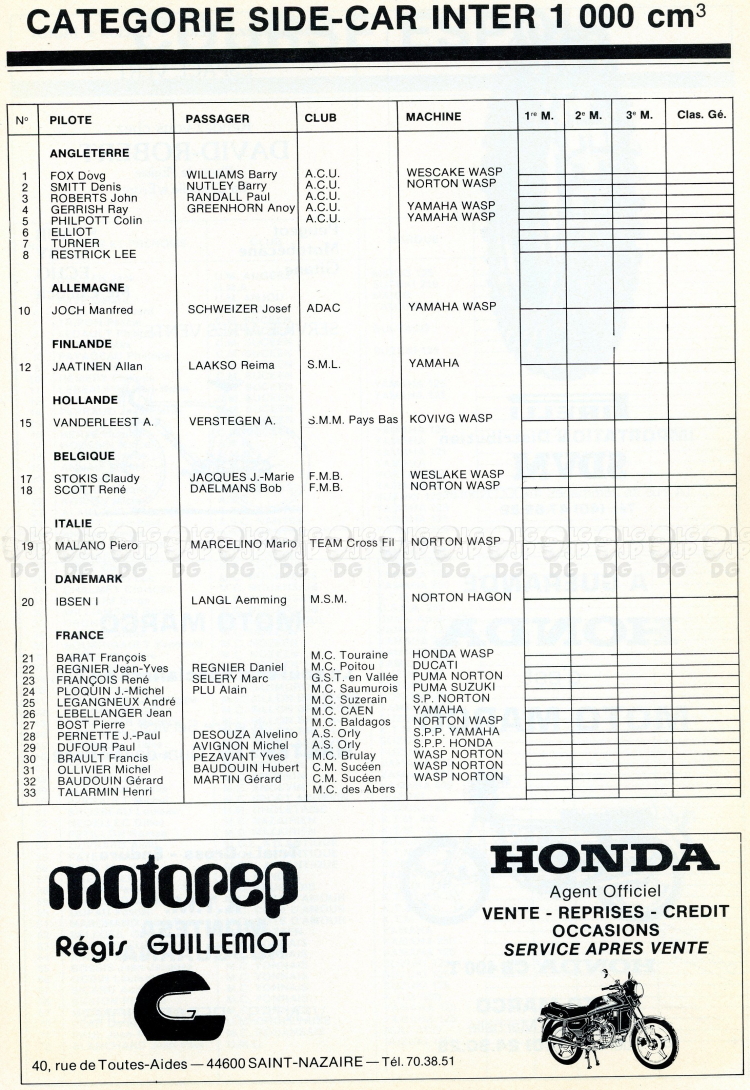 CATEGORIE SIDE-CAR INTER 1 000 cm³
N° PILOTE PASSAGER CLUB MACHINE 1re M. 2e M. 3e M. Clas. Gé.
ANGLETERRE
1 FOX Dovg WILLIAMS Barry A.C.U. WESCAKE WASP
2 SMITT Denis NUTLEY Barry A.C.U. NORTON WASP
3 ROBERTS John RANDALL Paul A.C.U.
4 GERRISH Ray GREENHORN Anoy A.C.U. YAMAHA WASP
5 PHILPOTT Colin A.C.U. YAMAHA WASP
6 ELLIOT
7 TURNER
8 RESTRICK LEE
ALLEMAGNE
10 JOCH Manfred SCHWEIZER Josef ADAC YAMAHA WASP
FINLANDE
12 JAATINEN Allan LAAKSO Reima S.M.L. YAMAHA
HOLLANDE
15 VANDERLEEST A. VERSTEGEN A. S.M.M. Pays Bas KOVIVG WASP
BELGIQUE
17 STOKIS Claudy JACQUES J.-Marie F.M.B. WESLAKE WASP
18 SCOTT René DAELMANS Bob F.M.B. NORTON WASP
ITALIE
19 MALANO Piero MARCELINO Mario TEAM Cross Fil NORTON WASP
DANEMARK
20 IBSEN I LANGL Aemming M.S.M. NORTON HAGON
FRANCE
21 BARAT François M.C. Touraine HONDA WASP
22 REGNIER Jean-Yves REGNIER Daniel M.C. Poitou DUCATI
23 FRANÇOIS René SELERY Marc G.S.T. en Vallée PUMA NORTON
24 PLOQUIN J.-Michel PLU Alain M.C. Saumurois PUMA SUZUKI
25 LEGANGNEUX André M.C. Suzerain S.P. NORTON
26 LEBELLANGER Jean M.C. CAEN YAMAHA
27 BOST Pierre M.C. Baldagos NORTON WASP
28 PERNETTE J.-Paul DESOUZA Alvelino A.S. Orly S.P.P. YAMAHA
29 DUFOUR Paul AVIGNON Michel A.S. Orly S.P.P. HONDA
30 BRAULT Francis PEZAVANT Yves M.C. Brulay WASP NORTON
31 OLLIVIER Michel BAUDOUIN Hubert C.M. Sucéen WASP NORTON
32 BAUDOUIN Gérard MARTIN Gérard C.M. Sucéen WASP NORTON
33 TALARMIN Henri M.C. des Abers
motorep
Régis GUILLEMOT
HONDA
Agent Officiel
VENTE - REPRISES - CREDIT
OCCASIONS
SERVICE APRES VENTE
40, rue de Toutes-Aides — 44600 SAINT-NAZAIRE — Tél. 70.38.51